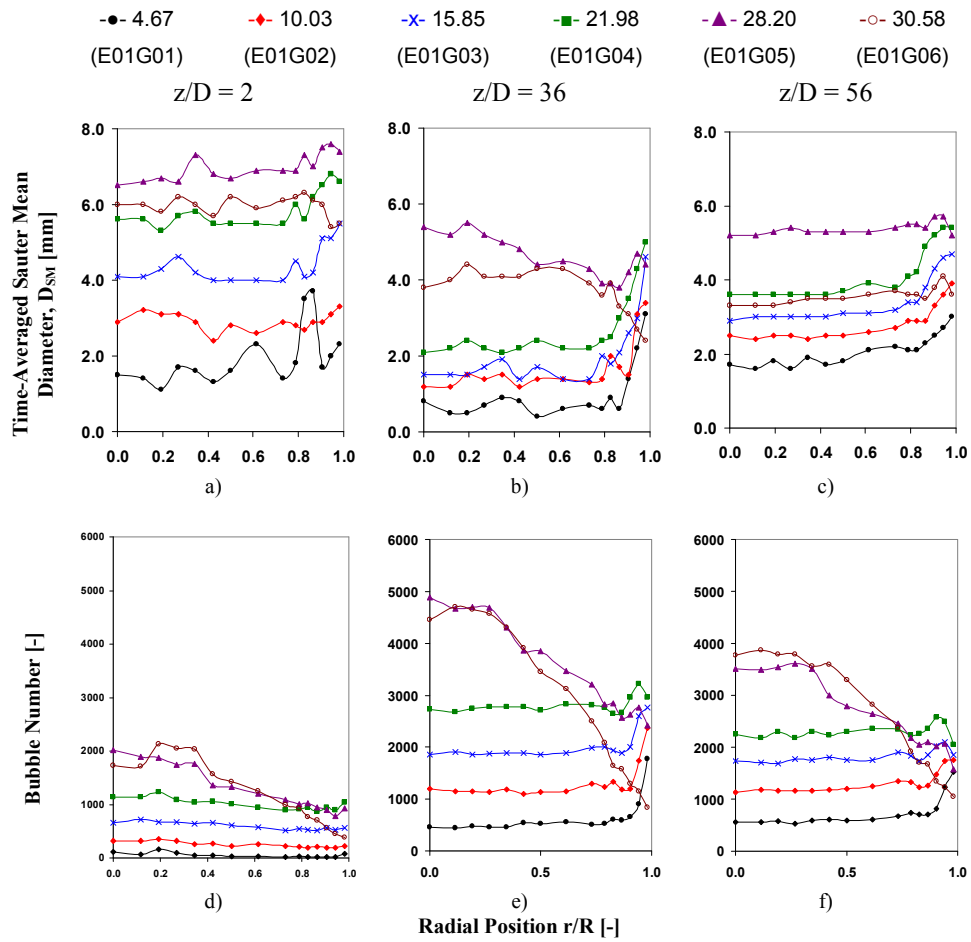 4.67 10.03 15.85 21.98 28.20 30.58
(E01G01) (E01G02) (E01G03) (E01G04) (E01G05) (E01G06)
z/D = 2 z/D = 36 z/D = 56
Time-Averaged Sauter Mean
Diameter, D_SM [mm]
8.0
6.0
4.0
2.0
0.0
0.0 0.2 0.4 0.6 0.8 1.0
a)
8.0
6.0
4.0
2.0
0.0
0.0 0.2 0.4 0.6 0.8 1.0
b)
8.0
6.0
4.0
2.0
0.0
0.0 0.2 0.4 0.6 0.8 1.0
c)
Bubble Number [-]
6000
5000
4000
3000
2000
1000
0
0.0 0.2 0.4 0.6 0.8 1.0
d)
6000
5000
4000
3000
2000
1000
0
0.0 0.5 1.0
e)
6000
5000
4000
3000
2000
1000
0
0.0 0.5 1.0
f)
Radial Position r/R [-]